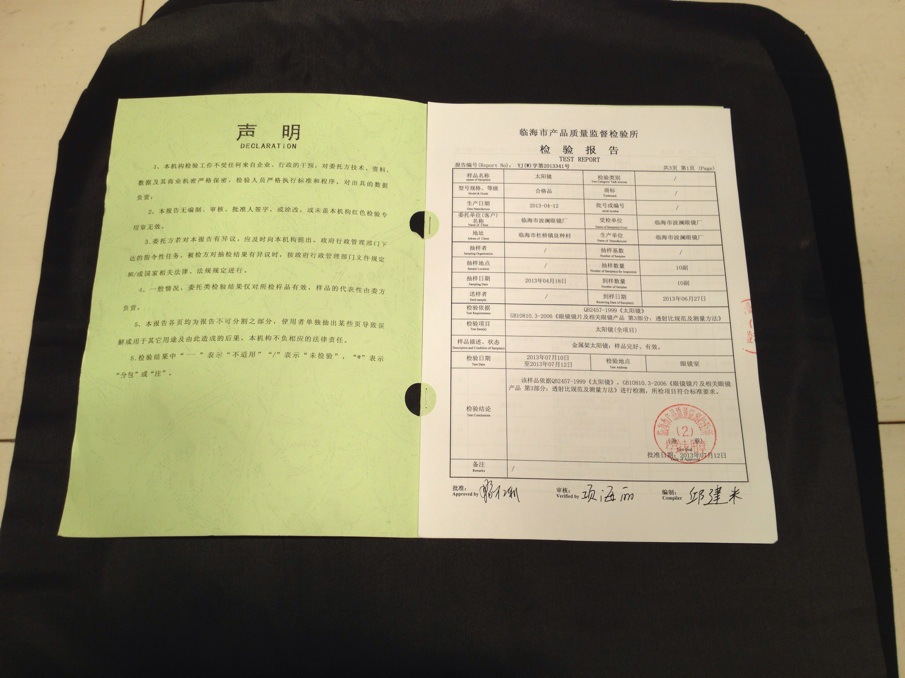 声 明
DECLARATION
1、本机构检验工作不受任何来自企业、行政的干预，对委托方技术、资料、
数据及其商业机密严格保密，检验人员严格执行标准和程序，对出具的数据
负责；
2、本报告无编制、审核、批准人签字，或涂改，或未盖本机构红色检验专
用章无效。
3.委托方若对本报告有异议，应及时向本机构提出。政府行政管理部门下
达的指令性任务，被检方对抽检结果有异议时，按政府行政管理部门文件规定
和/或国家相关法律、法规规定进行。
4、一般情况，委托类检验结果仅对所检样品有效，样品的代表性由委方
负责。
5、本报告各页均为报告不可分割之部分，使用者单独抽出某些页导致误
解或用于其它用途及由此造成的后果，本机构不负相应的法律责任。
6.检验结果中“—”表示“不适用”“/”表示“未检验”，“*”表示
“分包”或“注”。
临海市产品质量监督检验所
检 验 报 告
TEST REPORT
报告编号(Report No): YJ(W)字第2013341号 共3页 第1页 (Page)
样品名称 太阳镜 检验类别 /
型号规格、等级 合格品 商标 /
生产日期 2013-04-12 批号或编号 /
委托单位(客户)名称 临海市波澜眼镜厂 受检单位 临海市波澜眼镜厂
地址 临海市杜桥镇良种村 生产单位 临海市波澜眼镜厂
抽样者 / 抽样基数 /
抽样地点 / 抽样数量 10副
抽样日期 2013年04月18日 到样数量 /
送样者 / 到样日期 2013年06月27日
检验依据 QB2457-1999《太阳镜》
GB10810.3-2006《眼镜镜片及相关眼镜产品 第3部分：透射比规范及测量方法》
检验项目 太阳镜(全项目)
样品描述、状态 金属架太阳镜；样品完好、有效。
检验日期 2013年07月10日
至2013年07月12日 检验地点 眼镜室
检验结论 该样品依据QB2457-1999《太阳镜》、GB10810.3-2006《眼镜镜片及相关眼镜
产品 第3部分：透射比规范及测量方法》进行检测，所检项目符合标准要求。
(2)
批准日期：2013年07月12日
备注 /
Remarks
批准：
Approved by
审核：
Verified by 项海
编制：
Compiler 邱建来